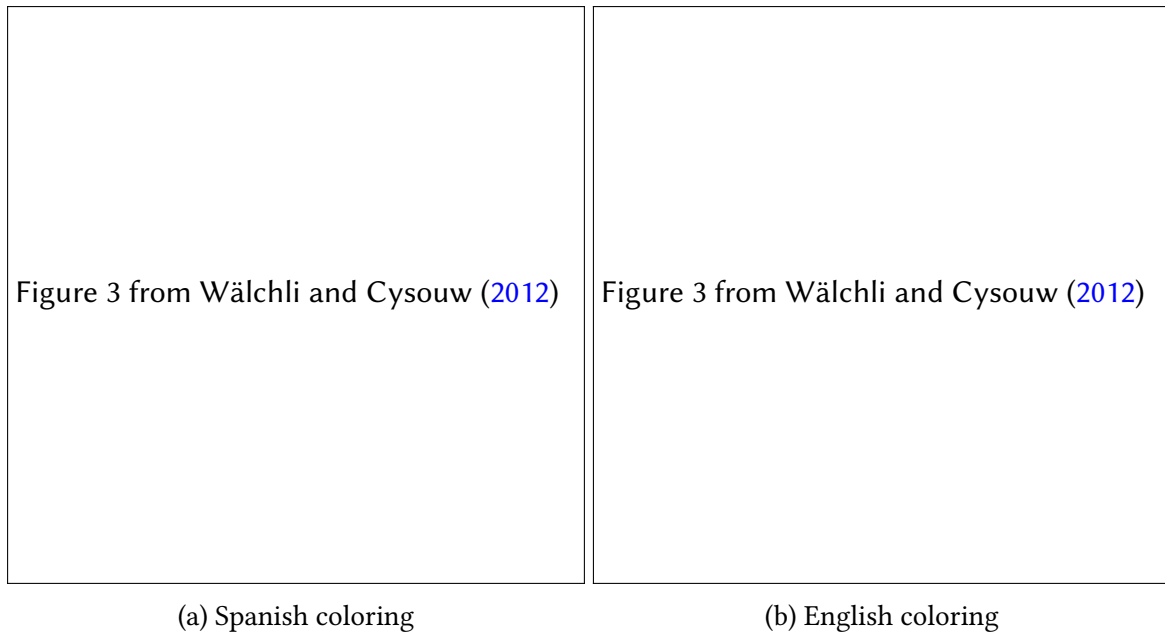 Figure 3 from Wälchli and Cysouw (2012)
Figure 3 from Wälchli and Cysouw (2012)
(a) Spanish coloring
(b) English coloring